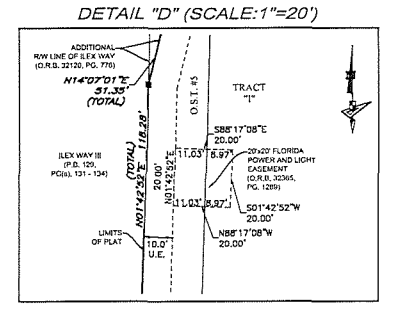 DETAIL "D" (SCALE:1"=20')
ADDITIONAL
R/W LINE OF ILEX WAY
(O.R.B. 32120, PG. 776)
N14°07'01"E
51.35'
(TOTAL)
O.S.T. #5
TRACT
"I"
ILEX WAY III
(P.B. 129,
PG(s), 131 - 134)
(TOTAL)
N01°42'52"E 118.28'
20.00'
N01°42'52"E
S88°17'08"E
20.00'
11.03' 8.97'
20'x20' FLORIDA
POWER AND LIGHT
EASEMENT
(O.R.B. 32365,
PG. 1289)
11.03' 8.97'
S01°42'52"W
20.00'
N88°17'08"W
20.00'
LIMITS
OF PLAT
10.0'
U.E.